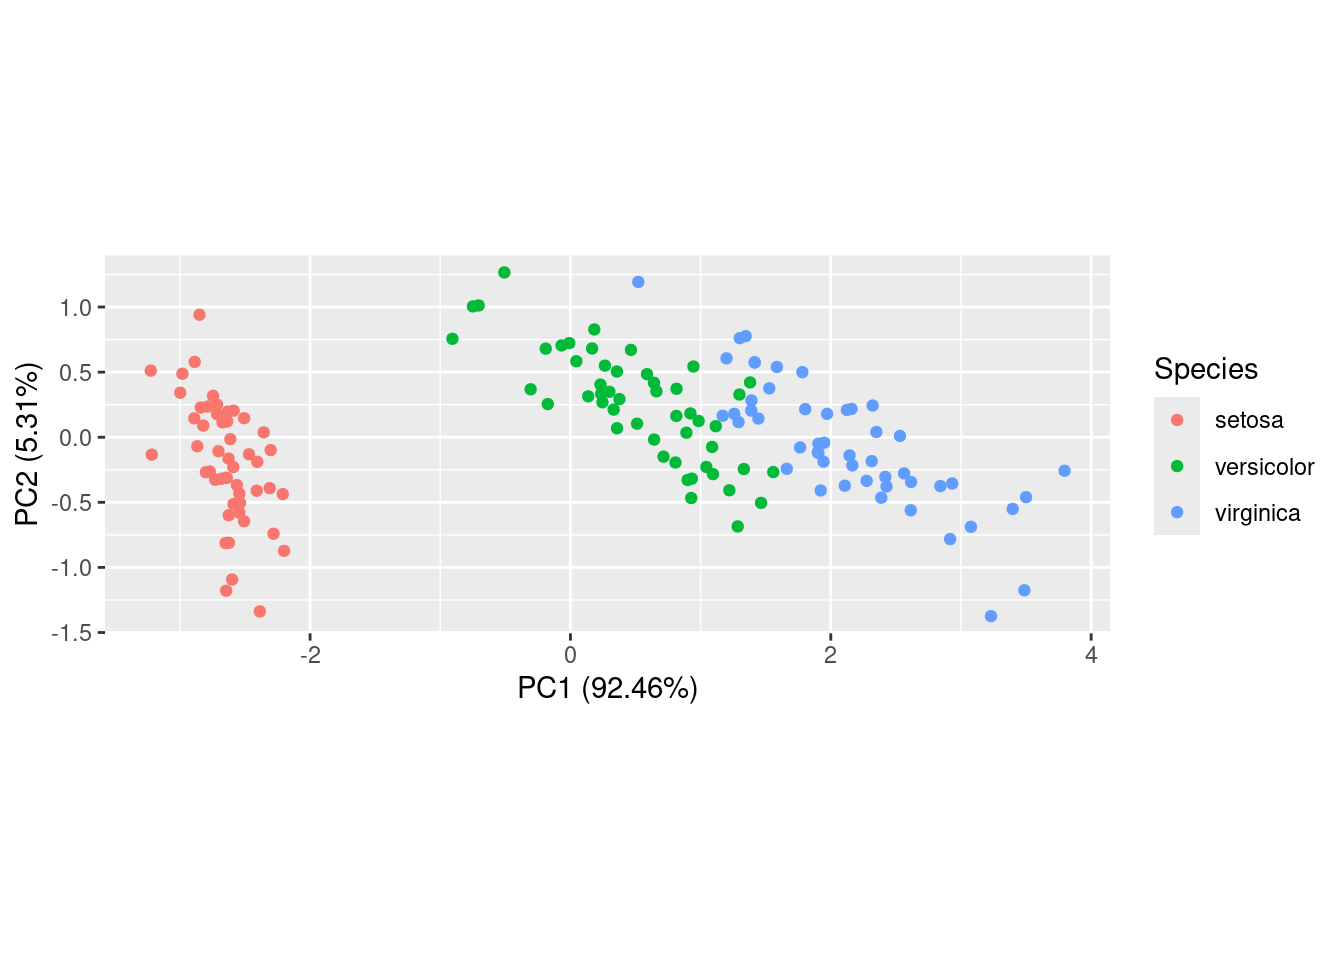 1.0
0.5
0.0
-0.5
-1.0
-1.5
PC2 (5.31%)
-2 0 2 4
PC1 (92.46%)
Species
setosa
versicolor
virginica